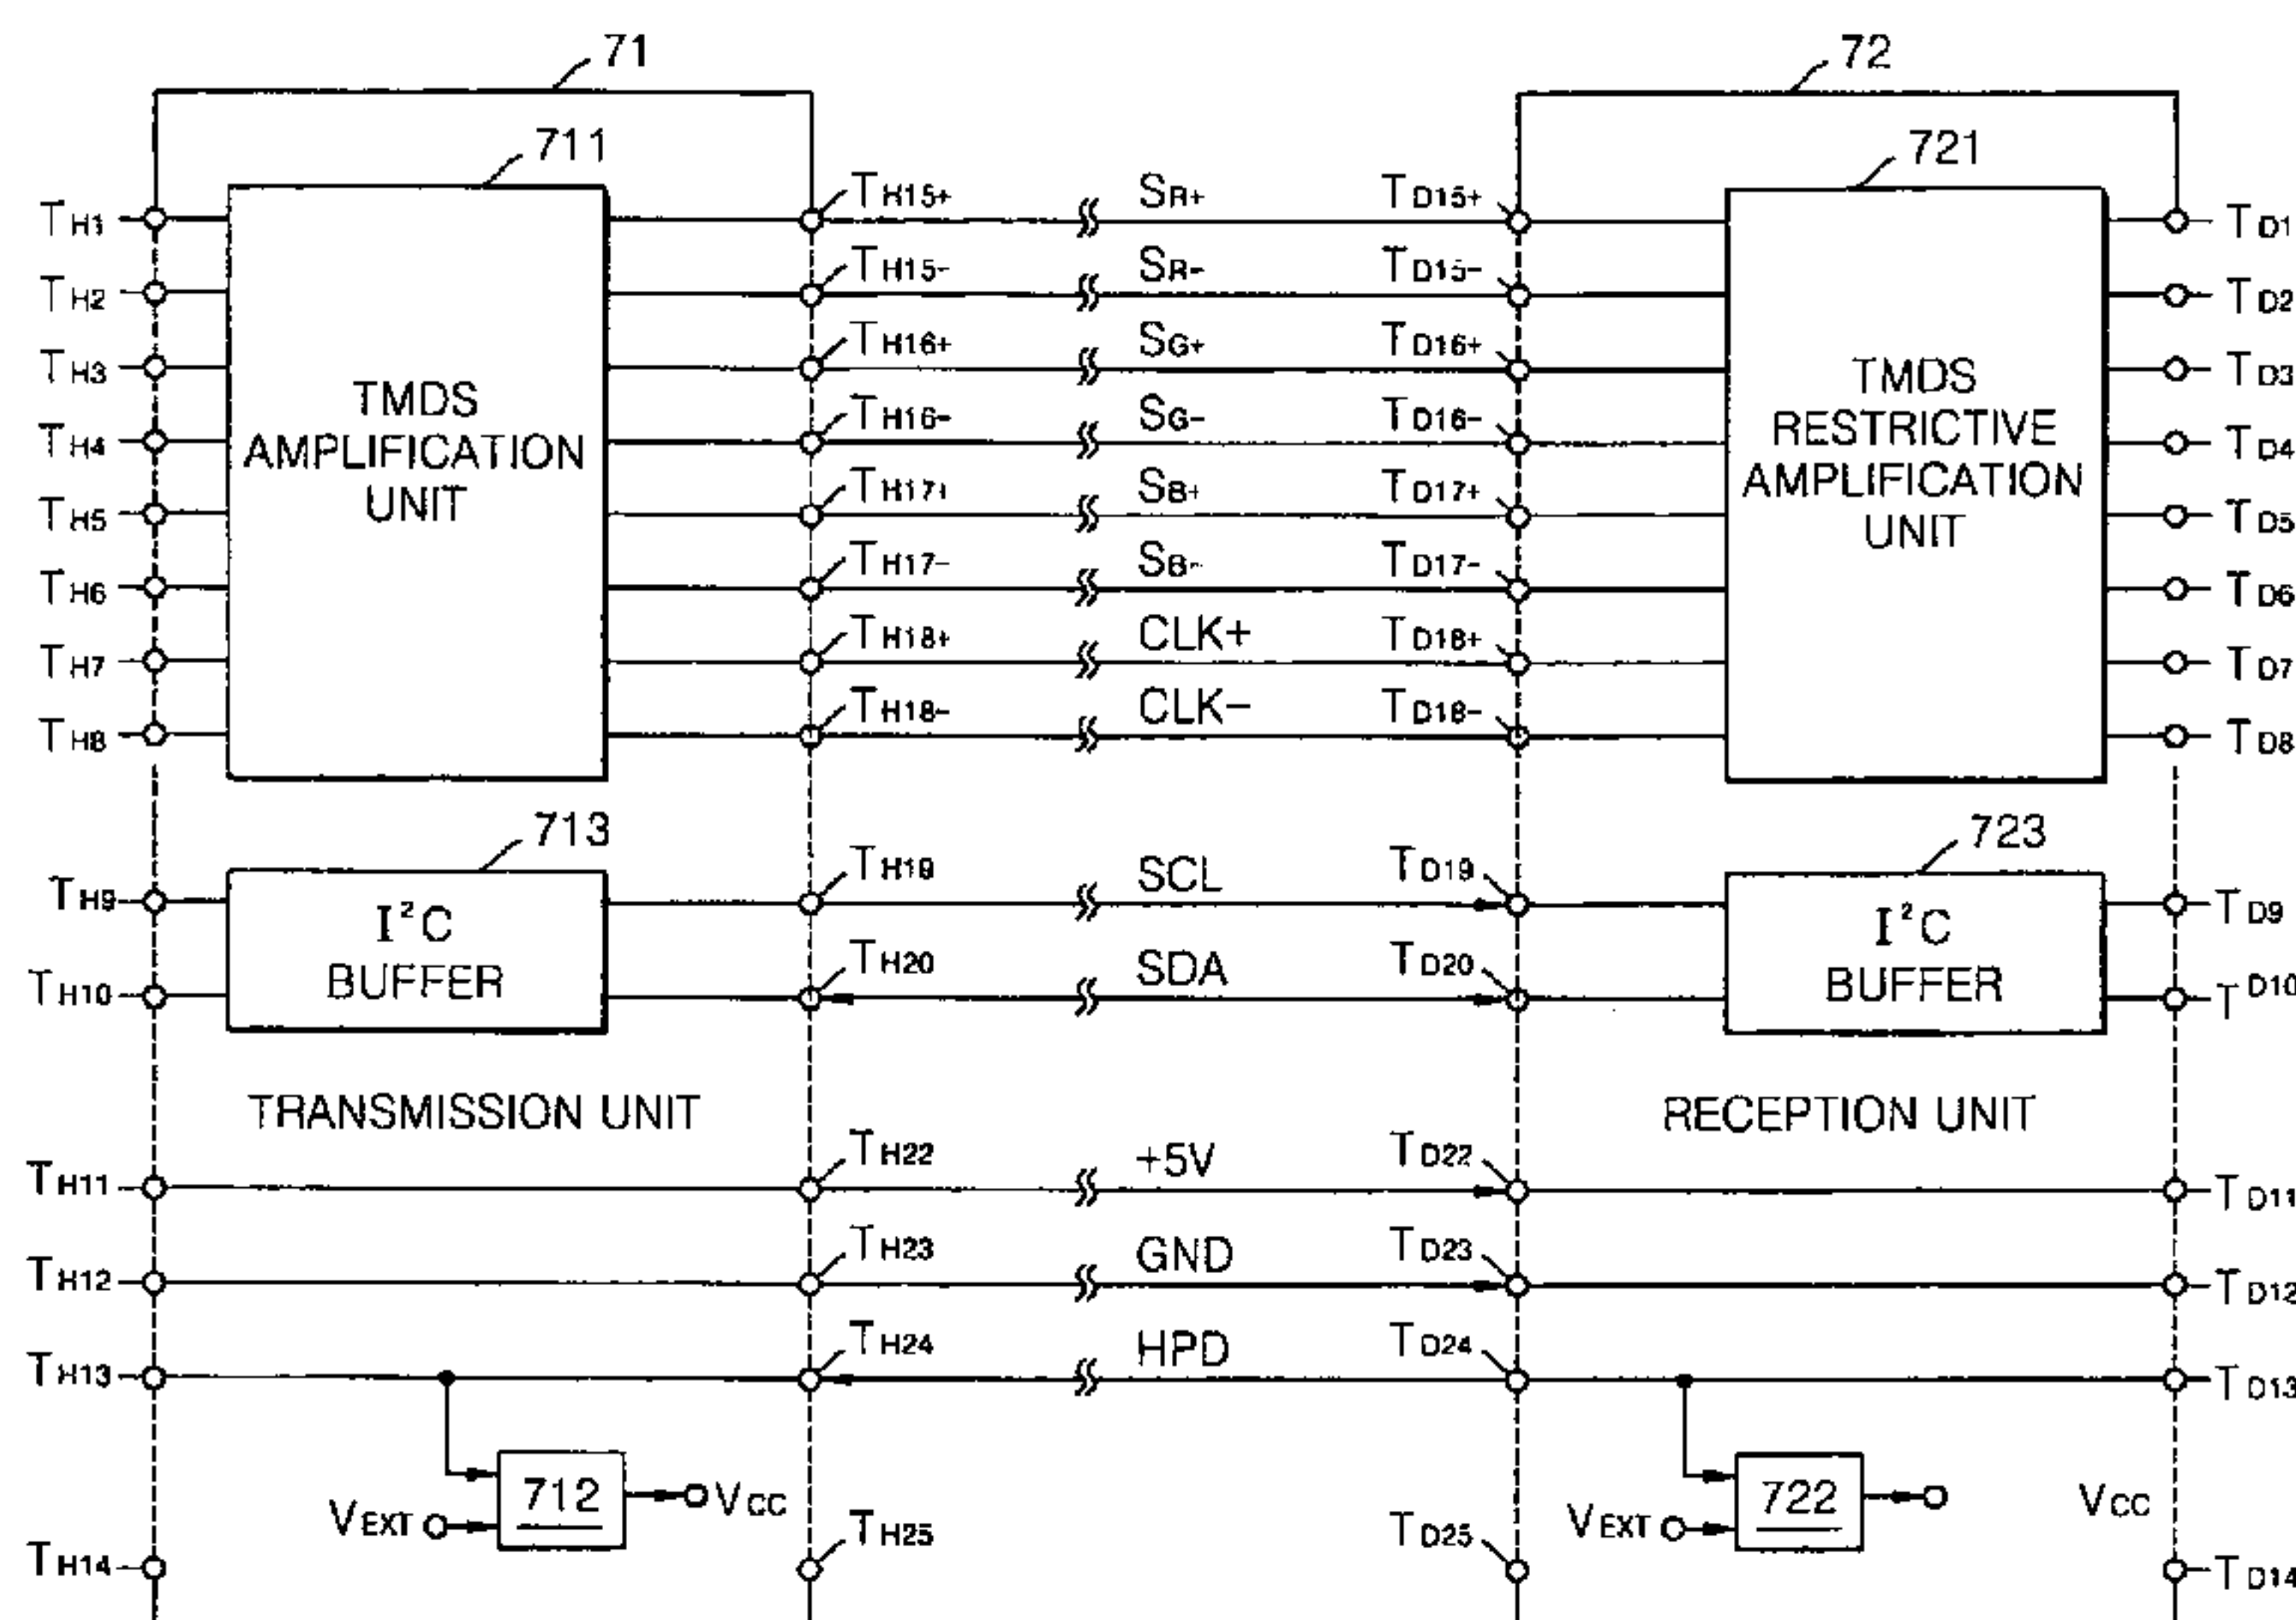 71 72
711 721
TH1 TH15+ SR+ TD15+ TD1
TH2 TH15- SR- TD15- TD2
TH3 TH16+ SG+ TD16+ TD3
TH4 TH16- SG- TD16- TD4
TH5 TH17+ SB+ TD17+ TD5
TH6 TH17- SB- TD17- TD6
TH7 TH18+ CLK+ TD18+ TD7
TH8 TH18- CLK- TD18- TD8
TMDS
AMPLIFICATION
UNIT
TMDS
RESTRICTIVE
AMPLIFICATION
UNIT
713 723
TH9 TH19 SCL TD19 TD9
TH10 TH20 SDA TD20 TD10
I²C
BUFFER
I²C
BUFFER
TRANSMISSION UNIT RECEPTION UNIT
TH11 TH22 +5V TD22 TD11
TH12 TH23 GND TD23 TD12
TH13 TH24 HPD TD24 TD13
712 VCC 722 VCC
VEXT VEXT
TH14 TH25 TD25 TD14